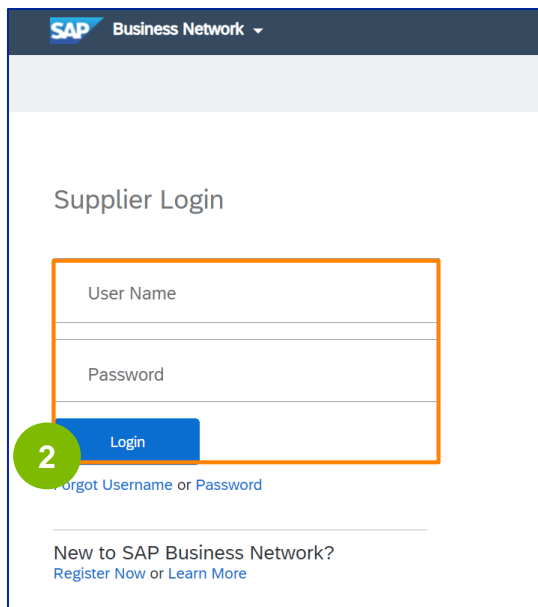 SAP Business Network
Supplier Login
User Name
Password
Login
2
Forgot Username or Password
New to SAP Business Network?
Register Now or Learn More